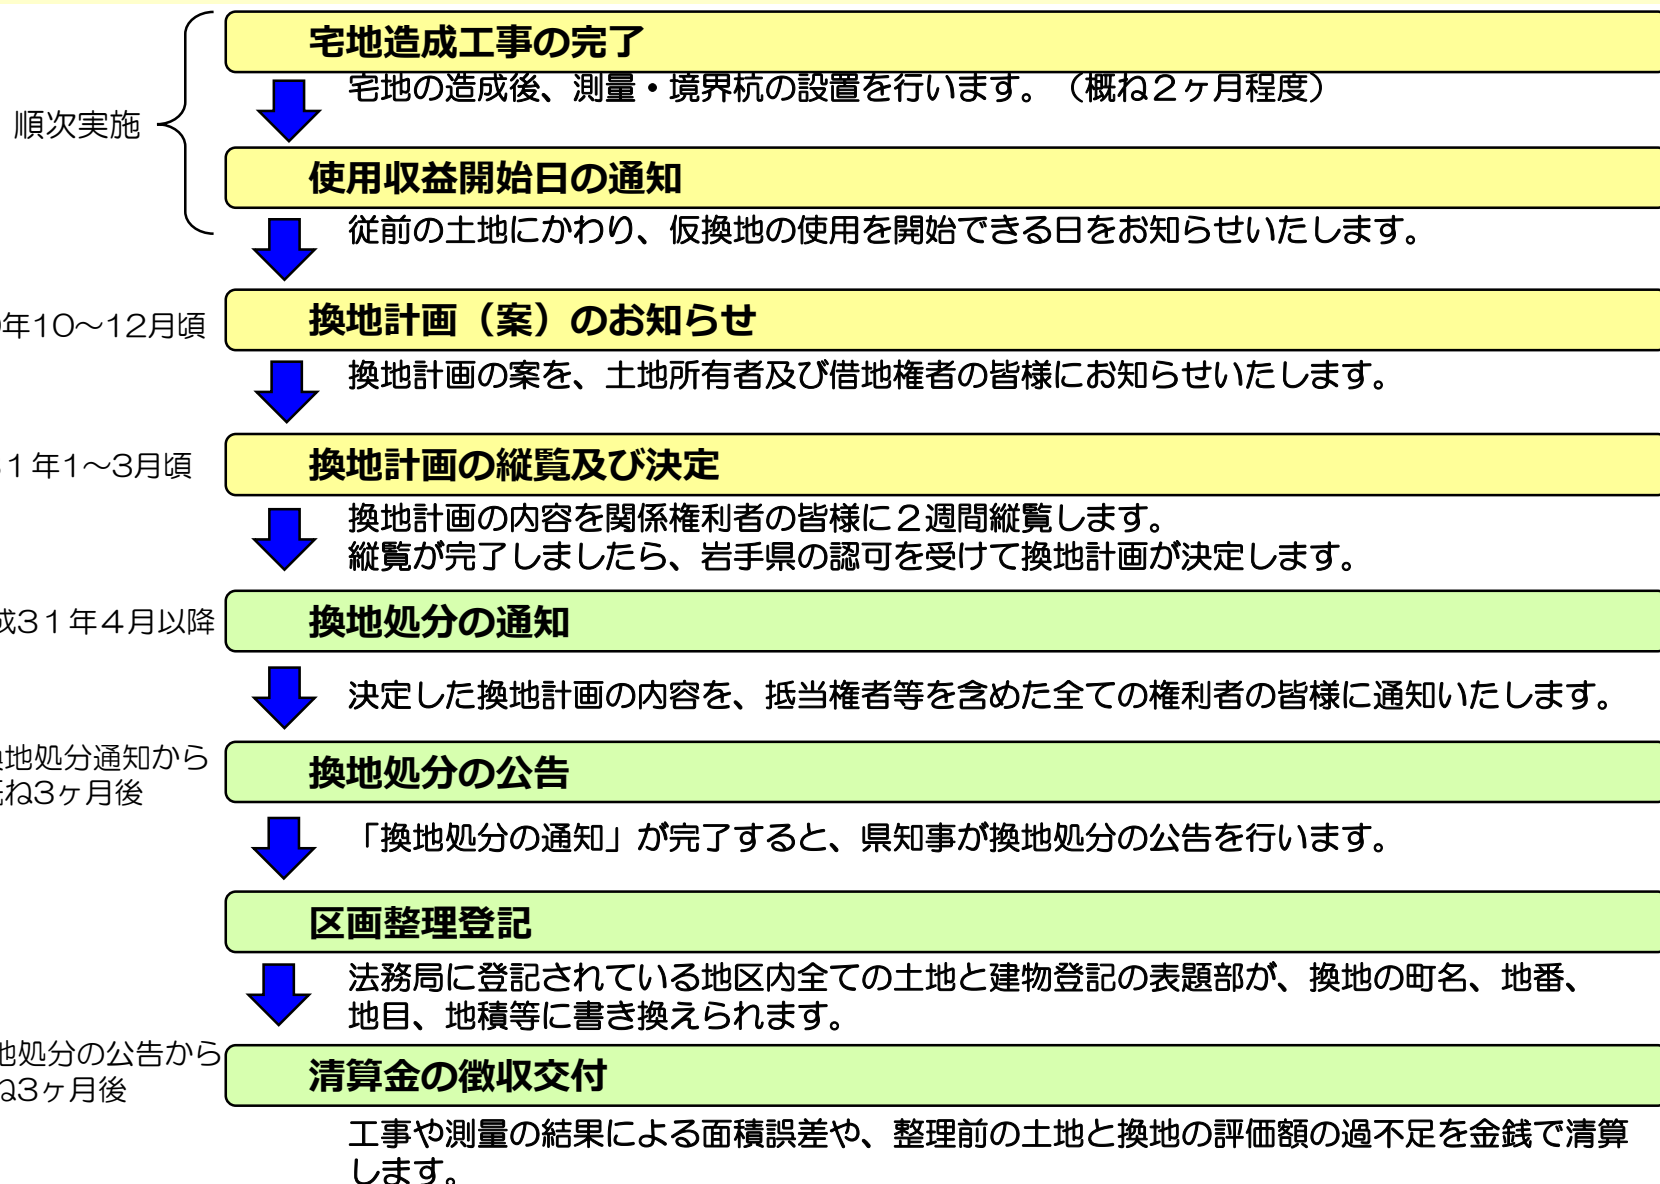 宅地造成工事の完了
宅地の造成後、測量・境界杭の設置を行います。（概ね２ヶ月程度）
順次実施
使用収益開始日の通知
従前の土地にかわり、仮換地の使用を開始できる日をお知らせいたします。
年10～12月頃
換地計画（案）のお知らせ
換地計画の案を、土地所有者及び借地権者の皆様にお知らせいたします。
１年1～3月頃
換地計画の縦覧及び決定
換地計画の内容を関係権利者の皆様に２週間縦覧します。
縦覧が完了しましたら、岩手県の認可を受けて換地計画が決定します。
成３１年４月以降
換地処分の通知
決定した換地計画の内容を、抵当権者等を含めた全ての権利者の皆様に通知いたします。
換地処分通知から
概ね3ヶ月後
換地処分の公告
「換地処分の通知」が完了すると、県知事が換地処分の公告を行います。
区画整理登記
法務局に登記されている地区内全ての土地と建物登記の表題部が、換地の町名、地番、
地目、地積等に書き換えられます。
地処分の公告から
ね3ヶ月後
清算金の徴収交付
工事や測量の結果による面積誤差や、整理前の土地と換地の評価額の過不足を金銭で清算
します。